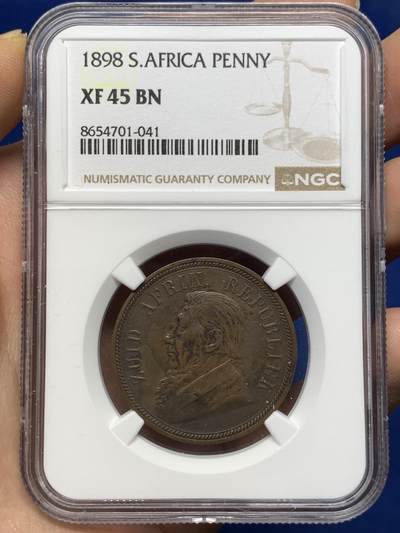 1898 S.AFRICA PENNY
XF 45 BN
8654701-041
NUMISMATIC GUARANTY COMPANY NGC
ZUID AFRIK. REPUBLIEK